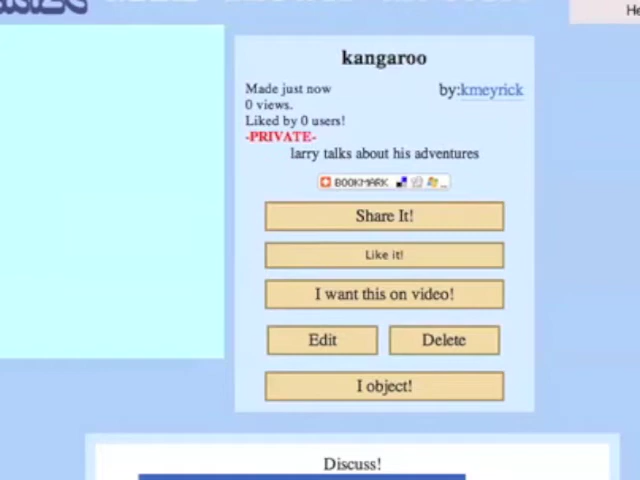 He
kangaroo
Made just now
by:kmeyrick
0 views.
Liked by 0 users!
-PRIVATE-
larry talks about his adventures
BOOKMARK
Share It!
Like it!
I want this on video!
Edit
Delete
I object!
Discuss!